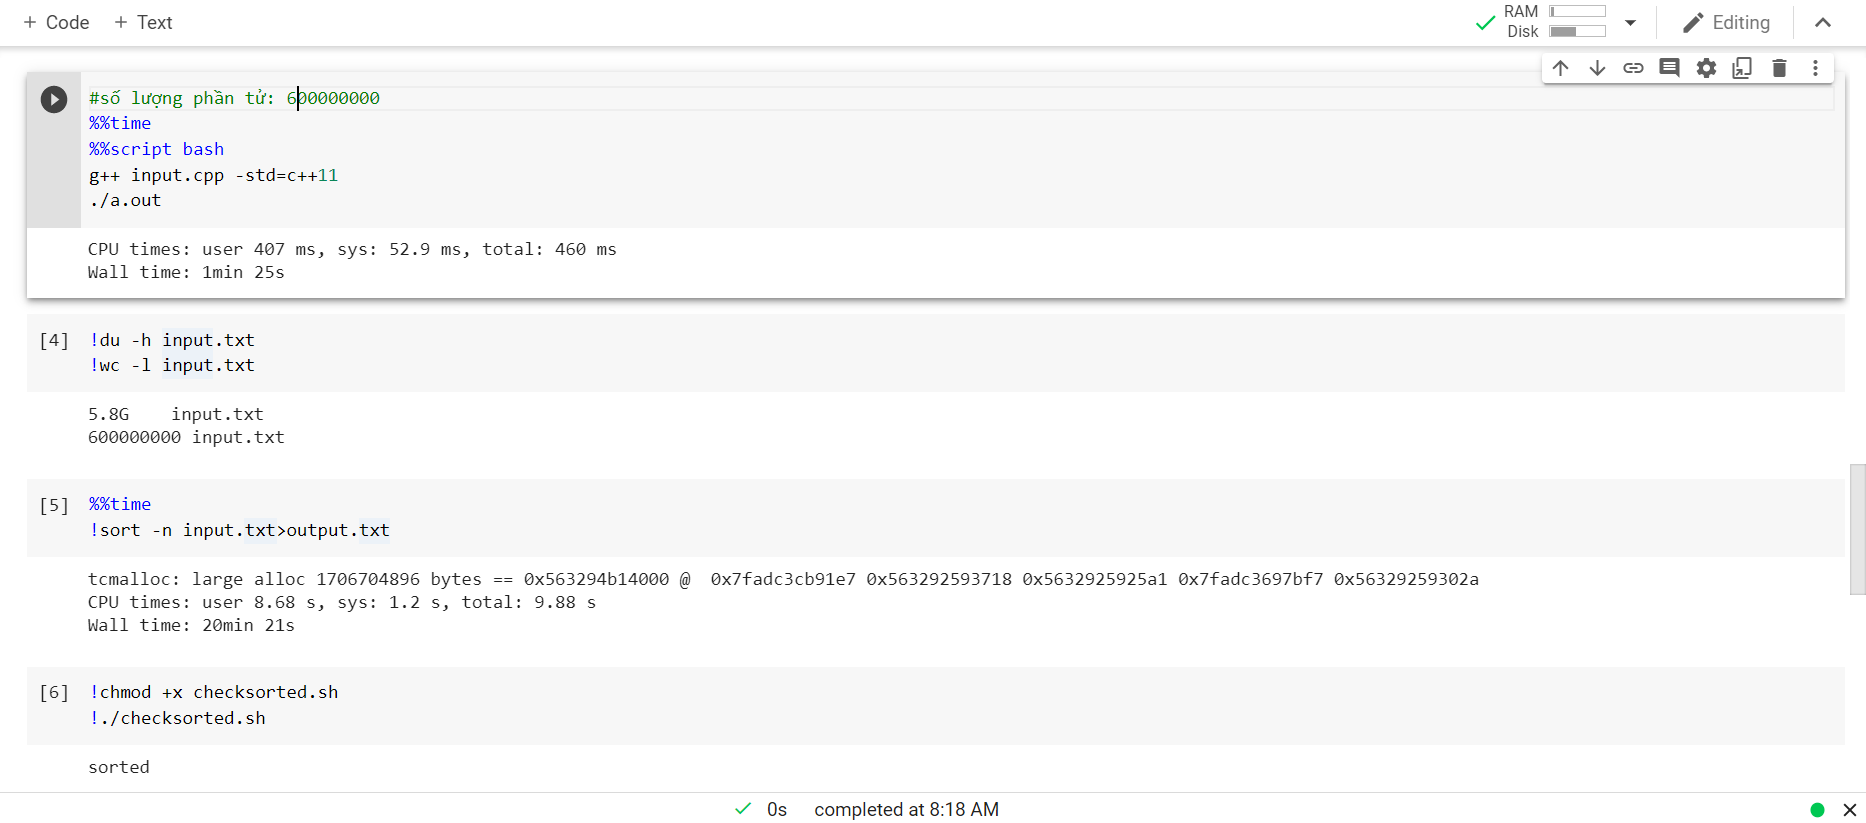 + Code + Text
RAM
Disk
Editing
#số lượng phần tử: 600000000
%%time
%%script bash
g++ input.cpp -std=c++11
./a.out
CPU times: user 407 ms, sys: 52.9 ms, total: 460 ms
Wall time: 1min 25s
[4] !du -h input.txt
!wc -l input.txt
5.8G input.txt
600000000 input.txt
[5] %%time
!sort -n input.txt>output.txt
tcmalloc: large alloc 1706704896 bytes == 0x563294b14000 @ 0x7fadc3cb91e7 0x563292593718 0x5632925925a1 0x7fadc3697bf7 0x56329259302a
CPU times: user 8.68 s, sys: 1.2 s, total: 9.88 s
Wall time: 20min 21s
[6] !chmod +x checksorted.sh
!./checksorted.sh
sorted
0s completed at 8:18 AM